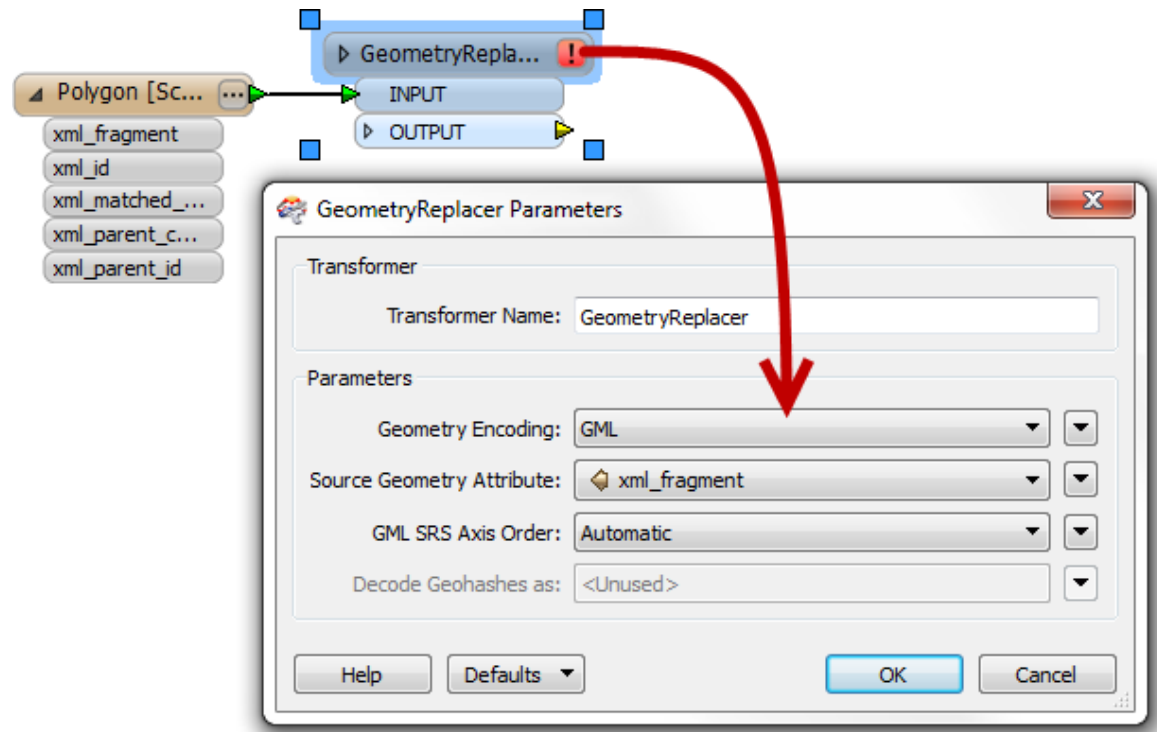 GeometryRepla... !
Polygon [Sc... ...
INPUT
OUTPUT
xml_fragment
xml_id
xml_matched_...
xml_parent_c...
xml_parent_id
GeometryReplacer Parameters
Transformer
Transformer Name: GeometryReplacer
Parameters
Geometry Encoding: GML
Source Geometry Attribute: xml_fragment
GML SRS Axis Order: Automatic
Decode Geohashes as: <Unused>
Help Defaults OK Cancel